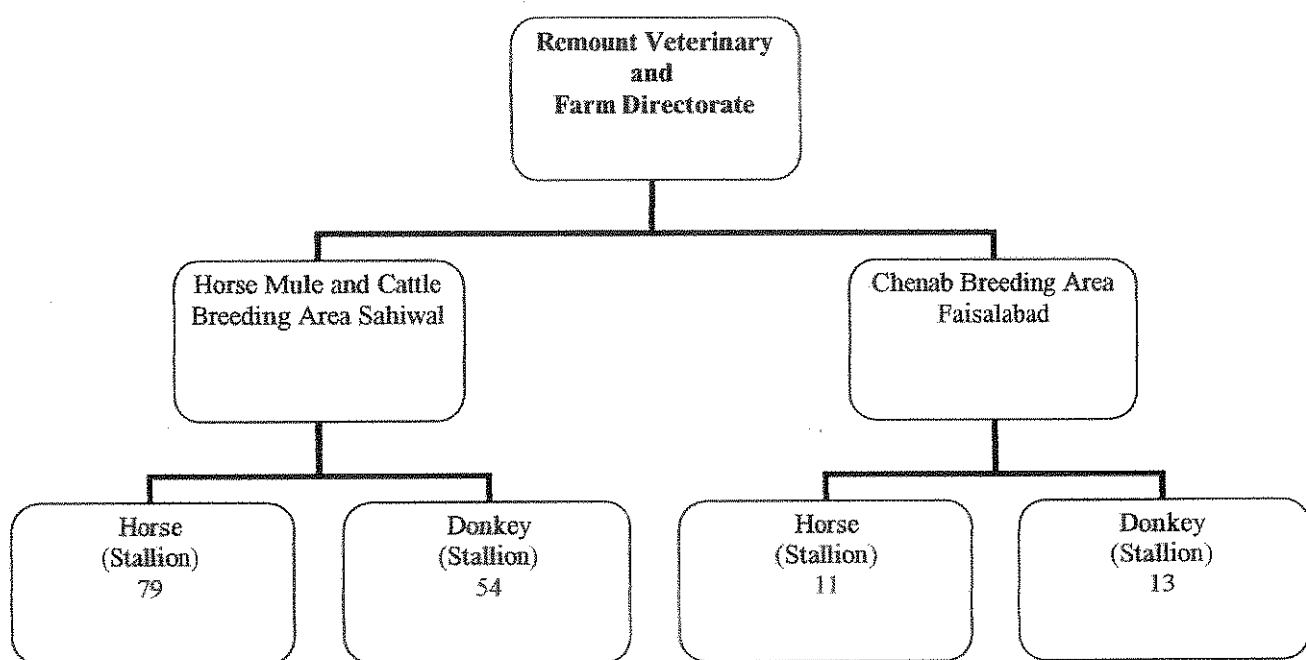 Remount Veterinary
and
Farm Directorate
Horse Mule and Cattle
Breeding Area Sahiwal
Chenab Breeding Area
Faisalabad
Horse
(Stallion)
79
Donkey
(Stallion)
54
Horse
(Stallion)
11
Donkey
(Stallion)
13